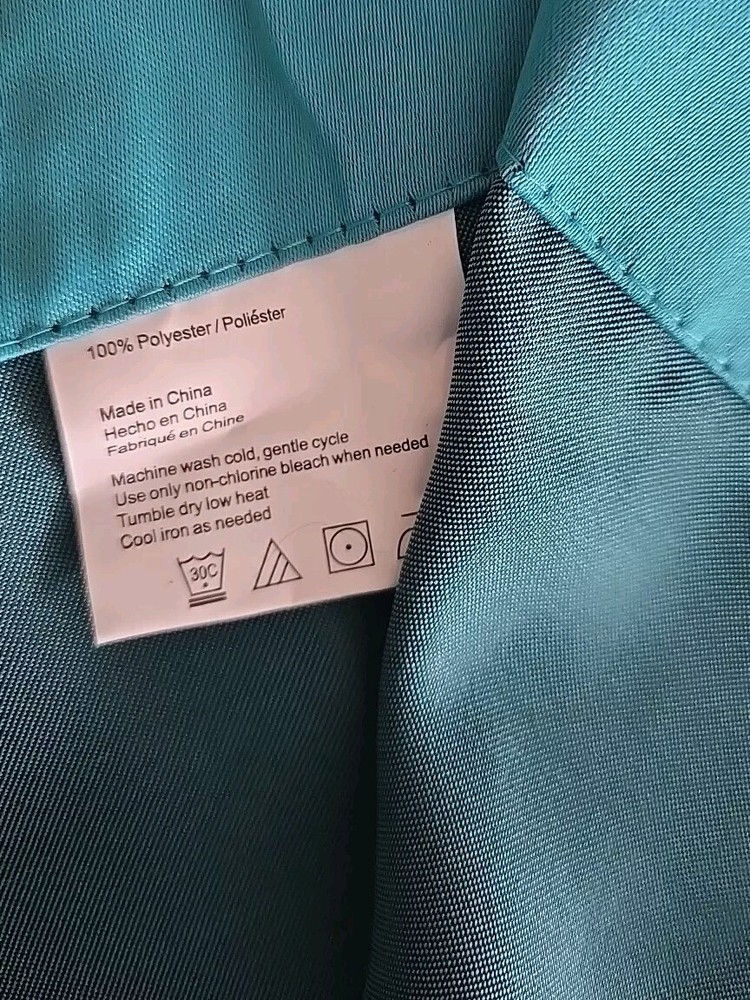 100% Polyester / Poliéster
Made in China
Hecho en China
Fabriqué en Chine
Machine wash cold, gentle cycle
Use only non-chlorine bleach when needed
Tumble dry low heat
Cool iron as needed
30C